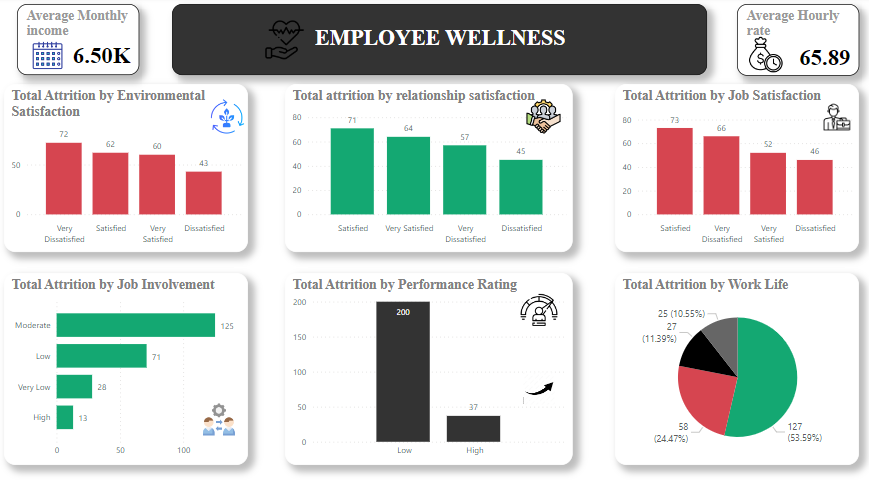 Average Monthly
income
6.50K
EMPLOYEE WELLNESS
Average Hourly
rate
65.89
Total Attrition by Environmental
Satisfaction
72
62
60
43
50
0
Very
Dissatisfied
Satisfied
Very
Satisfied
Dissatisfied
Total attrition by relationship satisfaction
80
71
64
57
45
60
40
20
0
Satisfied
Very Satisfied
Very
Dissatisfied
Dissatisfied
Total Attrition by Job Satisfaction
80
73
66
52
46
60
40
20
0
Satisfied
Very
Dissatisfied
Very
Satisfied
Dissatisfied
Total Attrition by Job Involvement
Moderate
125
Low
71
Very Low
28
High
13
0
50
100
Total Attrition by Performance Rating
200
200
150
100
50
37
0
Low
High
Total Attrition by Work Life
25 (10.55%)
27
(11.39%)
58
(24.47%)
127
(53.59%)